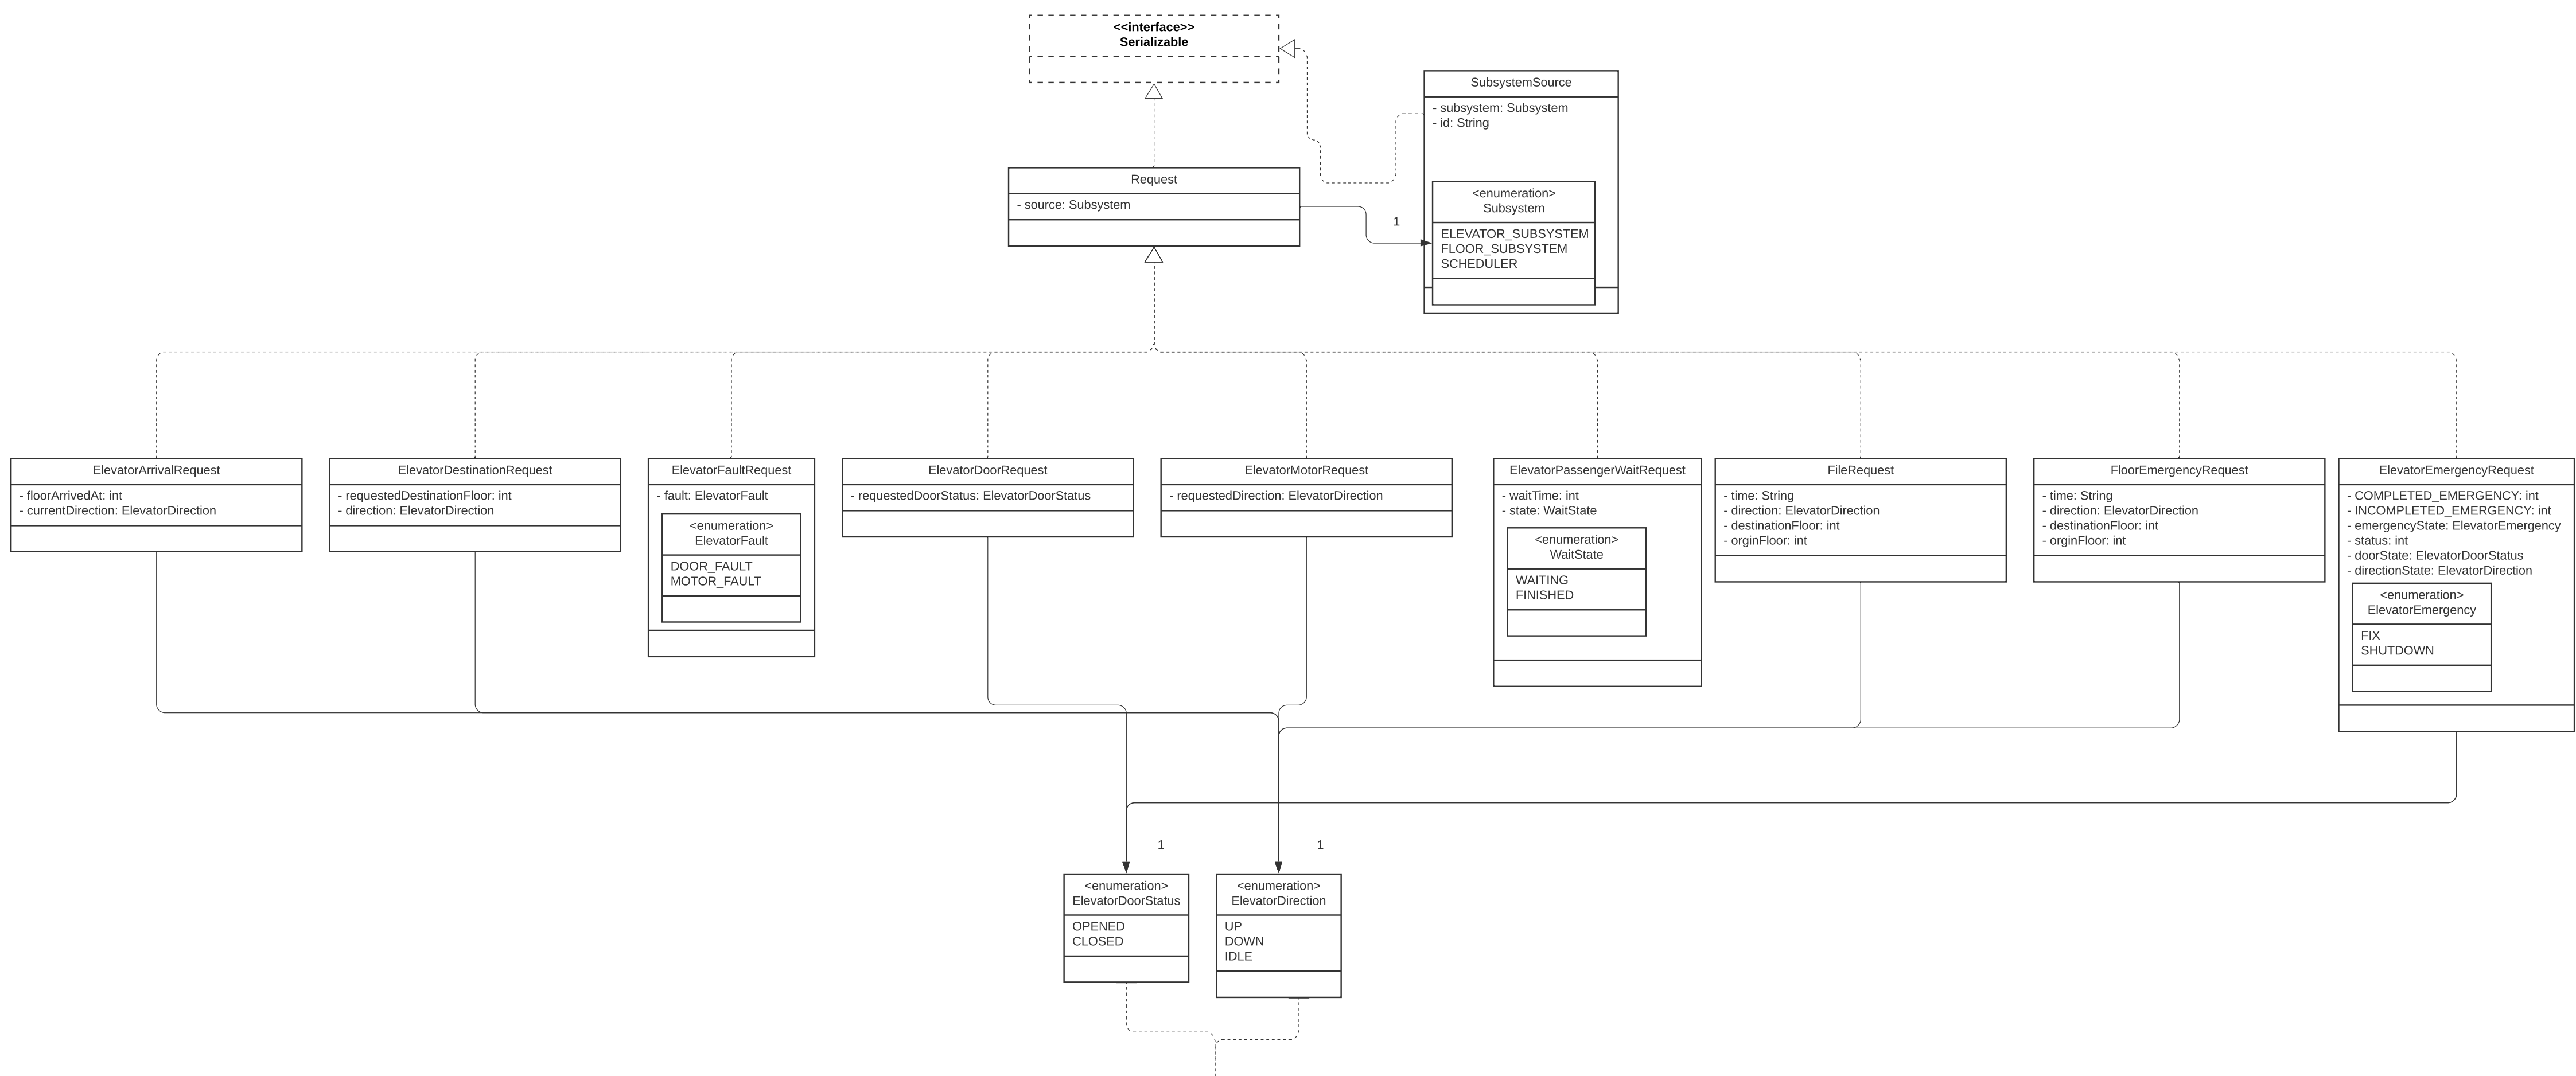 <<interface>>
Serializable
SubsystemSource
- subsystem: Subsystem
- id: String
<enumeration>
Subsystem
ELEVATOR_SUBSYSTEM
FLOOR_SUBSYSTEM
SCHEDULER
Request
- source: Subsystem
1
ElevatorArrivalRequest
- floorArrivedAt: int
- currentDirection: ElevatorDirection
ElevatorDestinationRequest
- requestedDestinationFloor: int
- direction: ElevatorDirection
ElevatorFaultRequest
- fault: ElevatorFault
<enumeration>
ElevatorFault
DOOR_FAULT
MOTOR_FAULT
ElevatorDoorRequest
- requestedDoorStatus: ElevatorDoorStatus
ElevatorMotorRequest
- requestedDirection: ElevatorDirection
ElevatorPassengerWaitRequest
- waitTime: int
- state: WaitState
<enumeration>
WaitState
WAITING
FINISHED
FileRequest
- time: String
- direction: ElevatorDirection
- destinationFloor: int
- orginFloor: int
FloorEmergencyRequest
- time: String
- direction: ElevatorDirection
- destinationFloor: int
- orginFloor: int
ElevatorEmergencyRequest
- COMPLETED_EMERGENCY: int
- INCOMPLETED_EMERGENCY: int
- emergencyState: ElevatorEmergency
- status: int
- doorState: ElevatorDoorStatus
- directionState: ElevatorDirection
<enumeration>
ElevatorEmergency
FIX
SHUTDOWN
1
1
<enumeration>
ElevatorDoorStatus
OPENED
CLOSED
<enumeration>
ElevatorDirection
UP
DOWN
IDLE